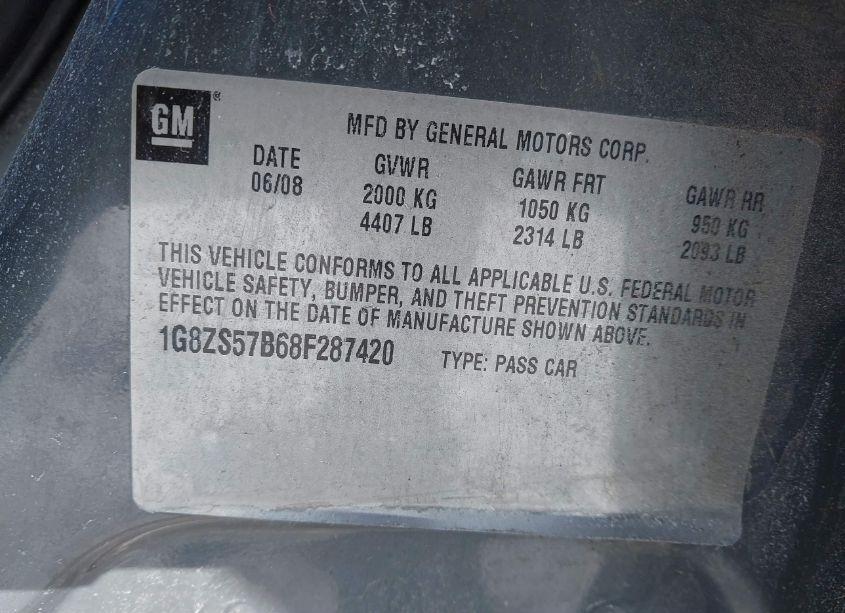 GM®
MFD BY GENERAL MOTORS CORP.
DATE GVWR GAWR FRT GAWR RR
06/08 2000 KG 1050 KG 950 KG
4407 LB 2314 LB 2093 LB
THIS VEHICLE CONFORMS TO ALL APPLICABLE U.S. FEDERAL MOTOR
VEHICLE SAFETY, BUMPER, AND THEFT PREVENTION STANDARDS IN
EFFECT ON THE DATE OF MANUFACTURE SHOWN ABOVE.
1G8ZS57B68F287420 TYPE: PASS CAR